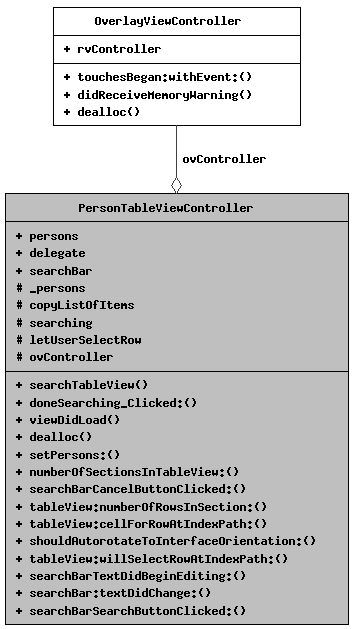 OverlayViewController
+ rvController
+ touchesBegan:withEvent:()
+ didReceiveMemoryWarning()
+ dealloc()
ovController
PersonTableViewController
+ persons
+ delegate
+ searchBar
# _persons
# copyListOfItems
# searching
# letUserSelectRow
# ovController
+ searchTableView()
+ doneSearching_Clicked:()
+ viewDidLoad()
+ dealloc()
+ setPersons:()
+ numberOfSectionsInTableView:()
+ searchBarCancelButtonClicked:()
+ tableView:numberOfRowsInSection:()
+ tableView:cellForRowAtIndexPath:()
+ shouldAutorotateToInterfaceOrientation:()
+ tableView:willSelectRowAtIndexPath:()
+ searchBarTextDidBeginEditing:()
+ searchBar:textDidChange:()
+ searchBarSearchButtonClicked:()